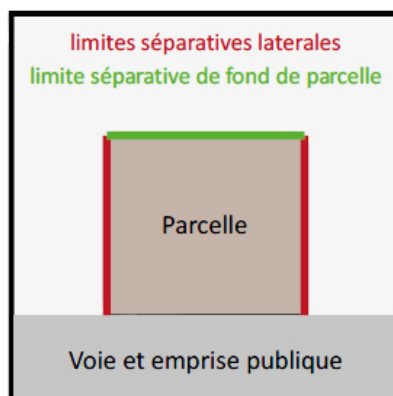 limites séparatives laterales
limite séparative de fond de parcelle
Parcelle
Voie et emprise publique